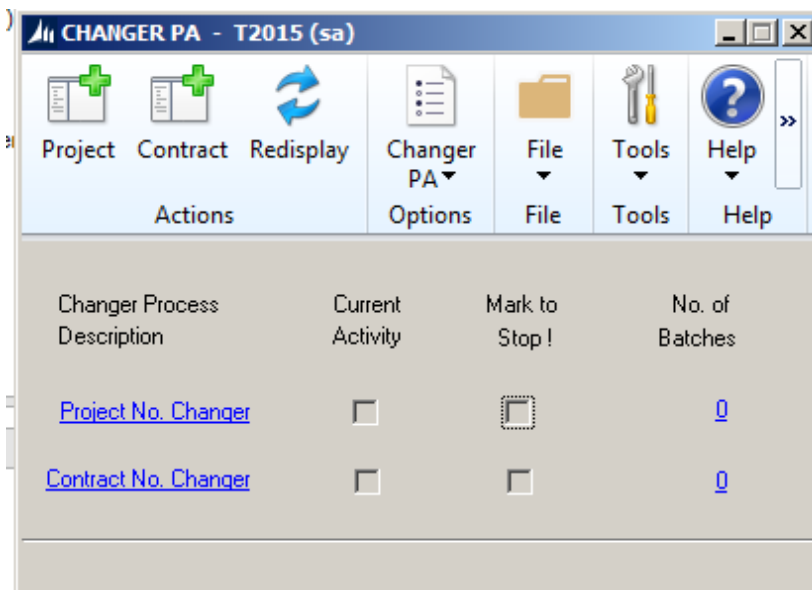 CHANGER PA - T2015 (sa)
Project Contract Redisplay Changer PA File Tools Help »
Actions Options File Tools Help
Changer Process Description Current Activity Mark to Stop ! No. of Batches
Project No. Changer 0
Contract No. Changer 0